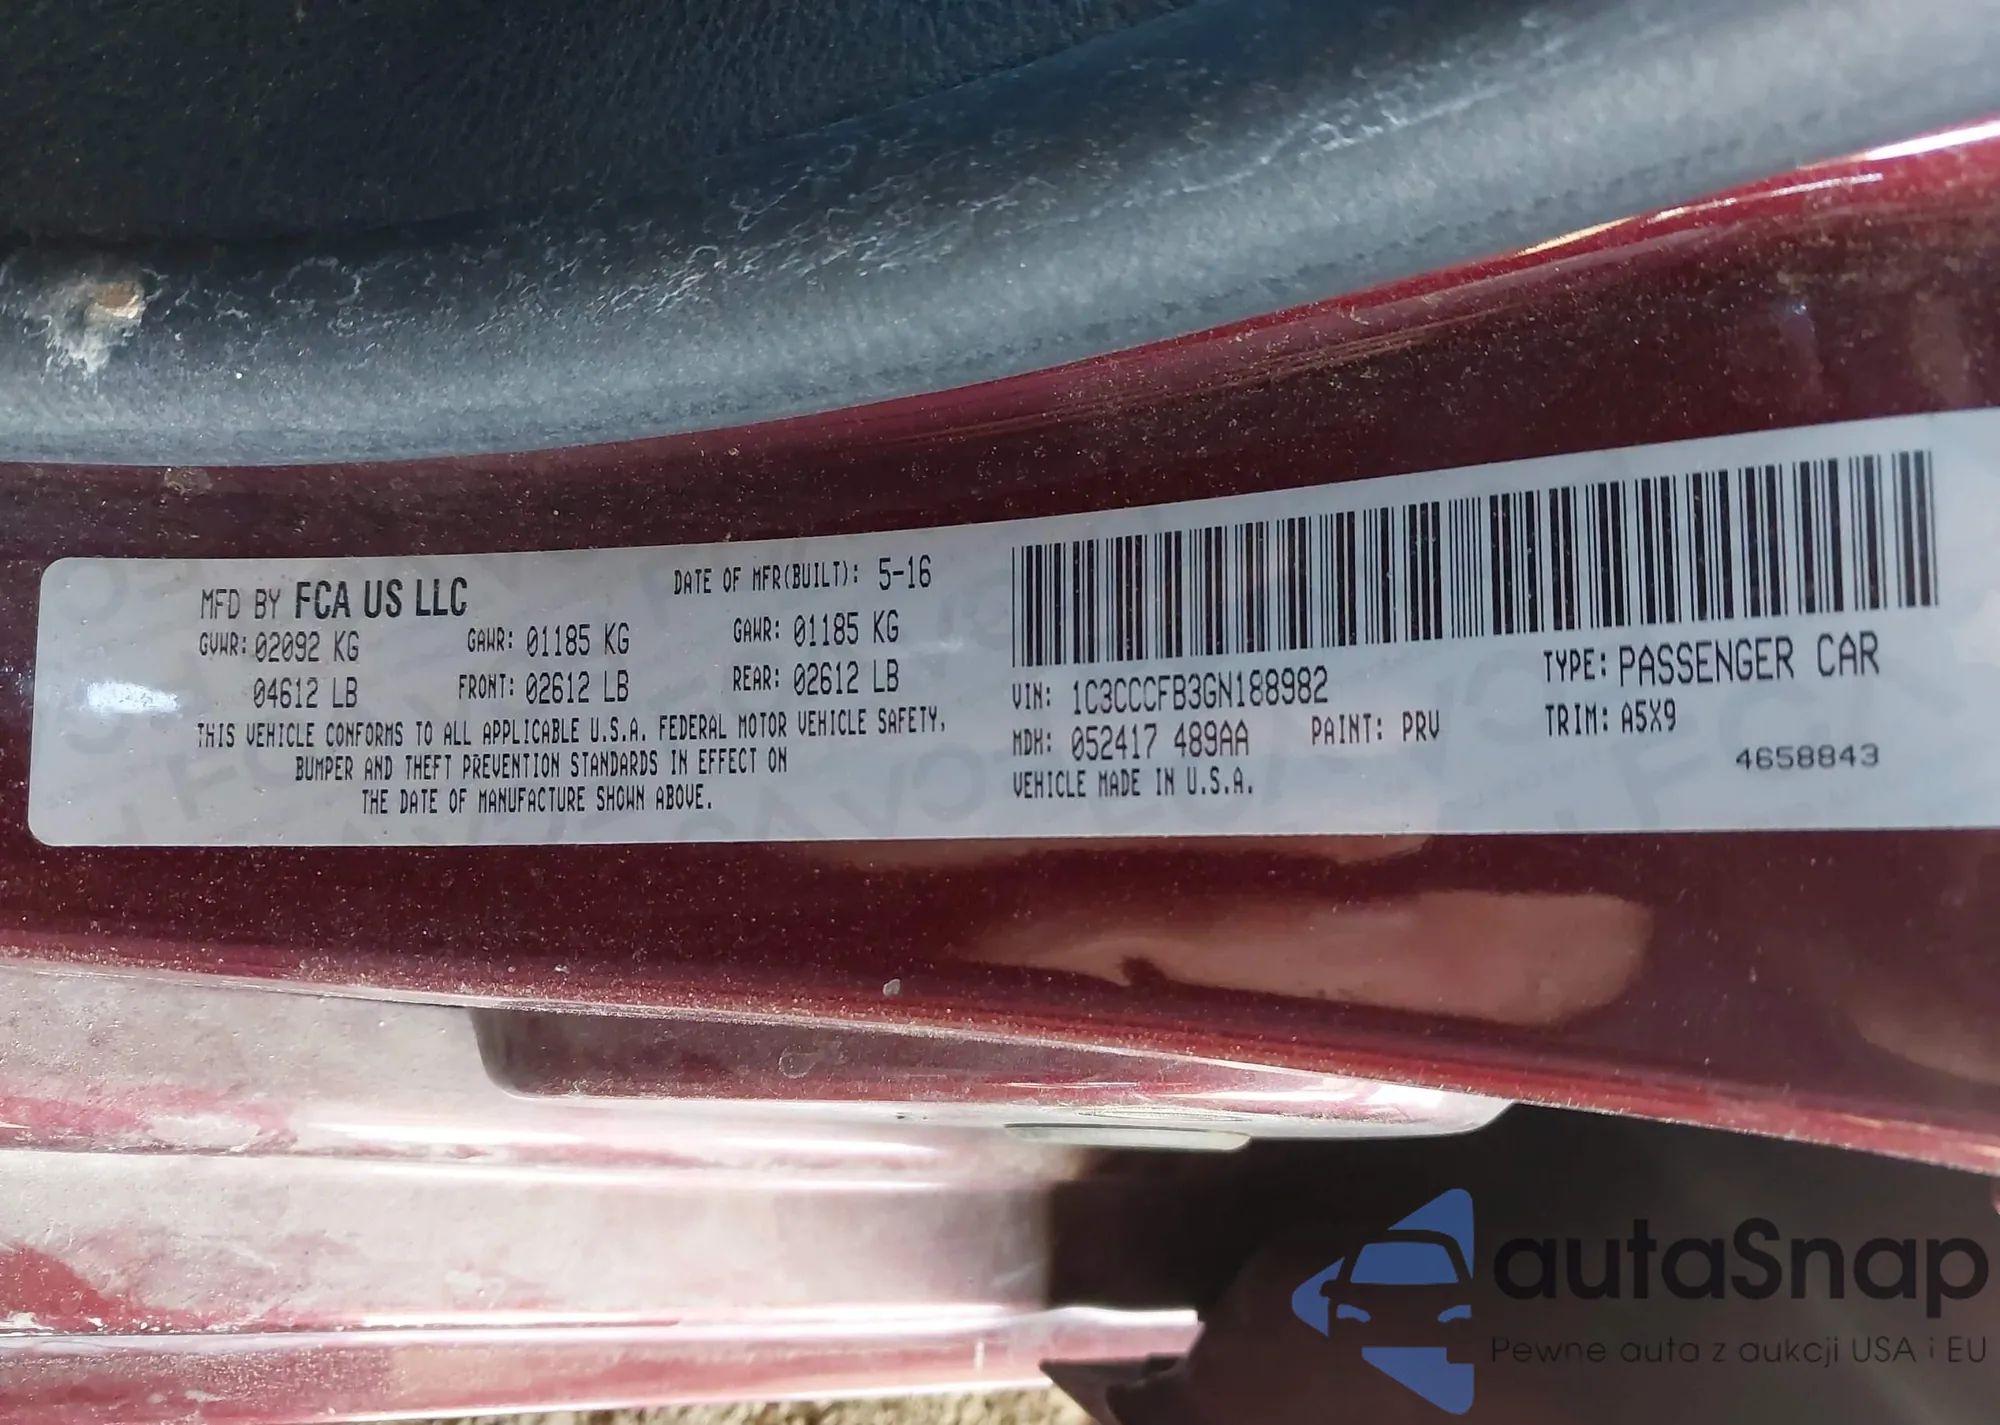 MFD BY FCA US LLC
DATE OF MFR(BUILT): 5-16
GVWR: 02092 KG
GAWR: 01185 KG
GAWR: 01185 KG
04612 LB
FRONT: 02612 LB
REAR: 02612 LB
THIS VEHICLE CONFORMS TO ALL APPLICABLE U.S.A. FEDERAL MOTOR VEHICLE SAFETY,
BUMPER AND THEFT PREVENTION STANDARDS IN EFFECT ON
THE DATE OF MANUFACTURE SHOWN ABOVE.
VIN: 1C3CCCFB3GN188982
TYPE: PASSENGER CAR
MDH: 052417 489AA
PAINT: PRV
TRIM: A5X9
VEHICLE MADE IN U.S.A.
4658843
autaSnap
Pewne auta z aukcji USA i EU